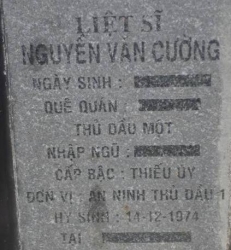 LIỆT SĨ
NGUYỄN VĂN CƯỜNG
NGÀY SINH :
QUÊ QUÁN :
THỦ DẦU MỘT
NHẬP NGŨ :
CẤP BẬC : THIẾU ÚY
ĐƠN VỊ : AN NINH THỦ DẦU 1
HY SINH : 14-12-1974
TẠI